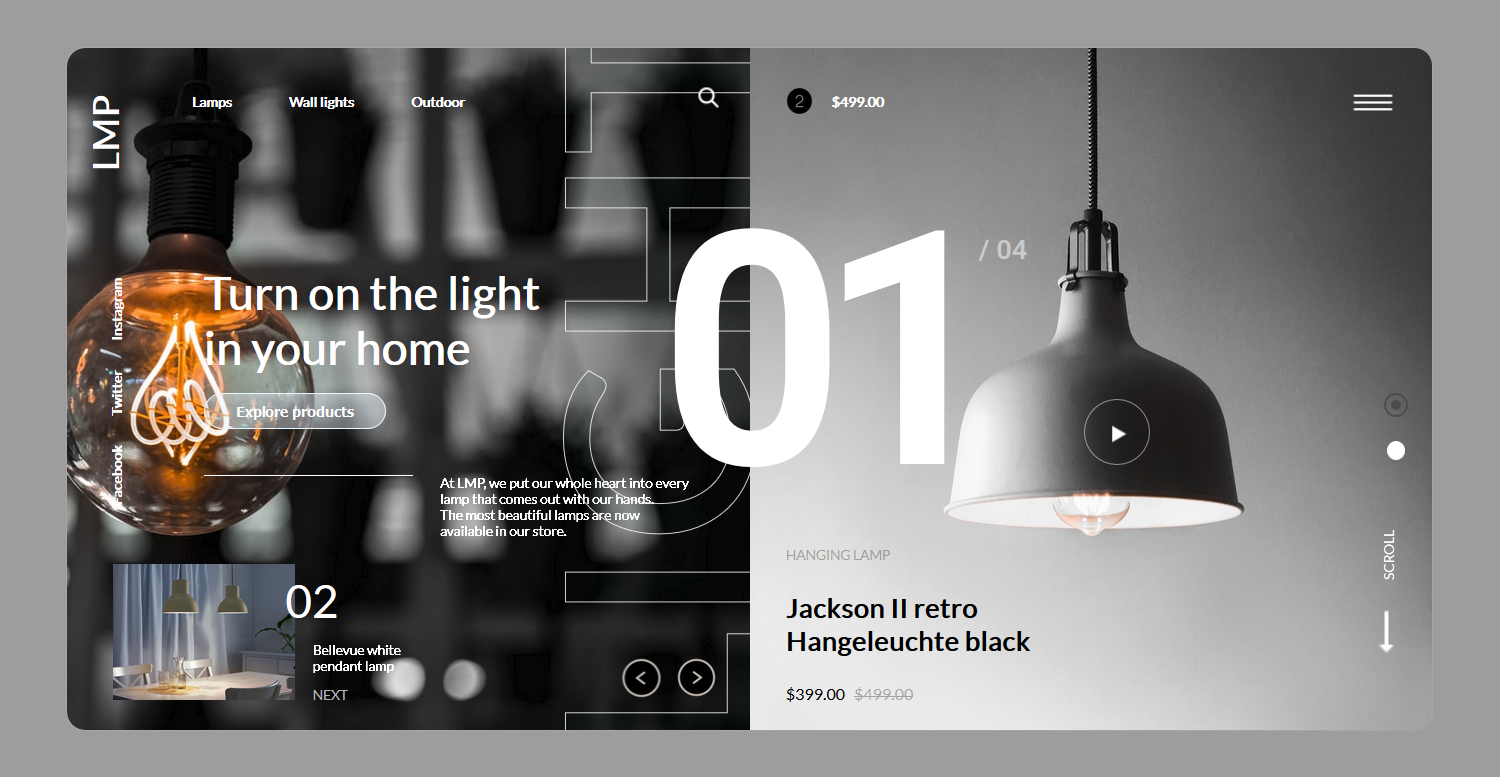 LMP
Lamps
Wall lights
Outdoor
2
$499.00
01
/ 04
Turn on the light
in your home
Instagram
Twitter
Facebook
Explore products
At LMP, we put our whole heart into every
lamp that comes out with our hands.
The most beautiful lamps are now
available in our store.
02
Bellevue white
pendant lamp
NEXT
HANGING LAMP
Jackson II retro
Hangeleuchte black
$399.00 $499.00
SCROLL